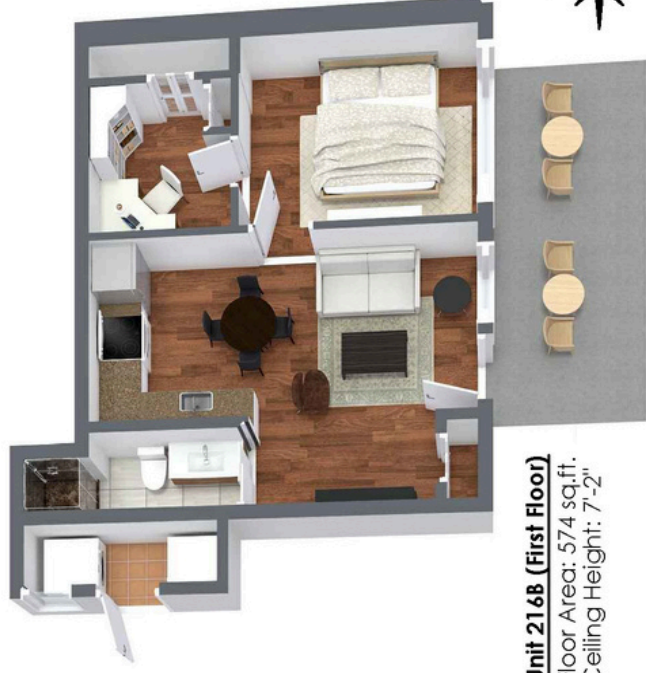 Unit 216B (First Floor)
loor Area: 574 sq.ft.
Ceiling Height: 7'-2"